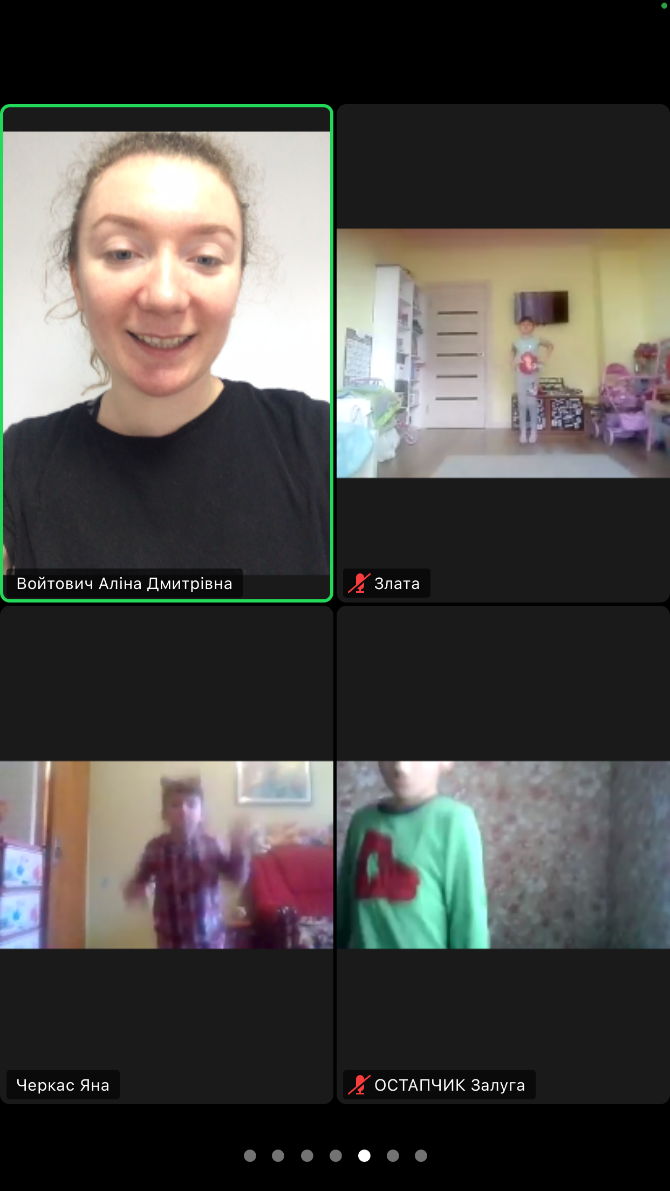 Войтович Аліна Дмитрівна
Злата
Черкас Яна
ОСТАПЧИК Залуга